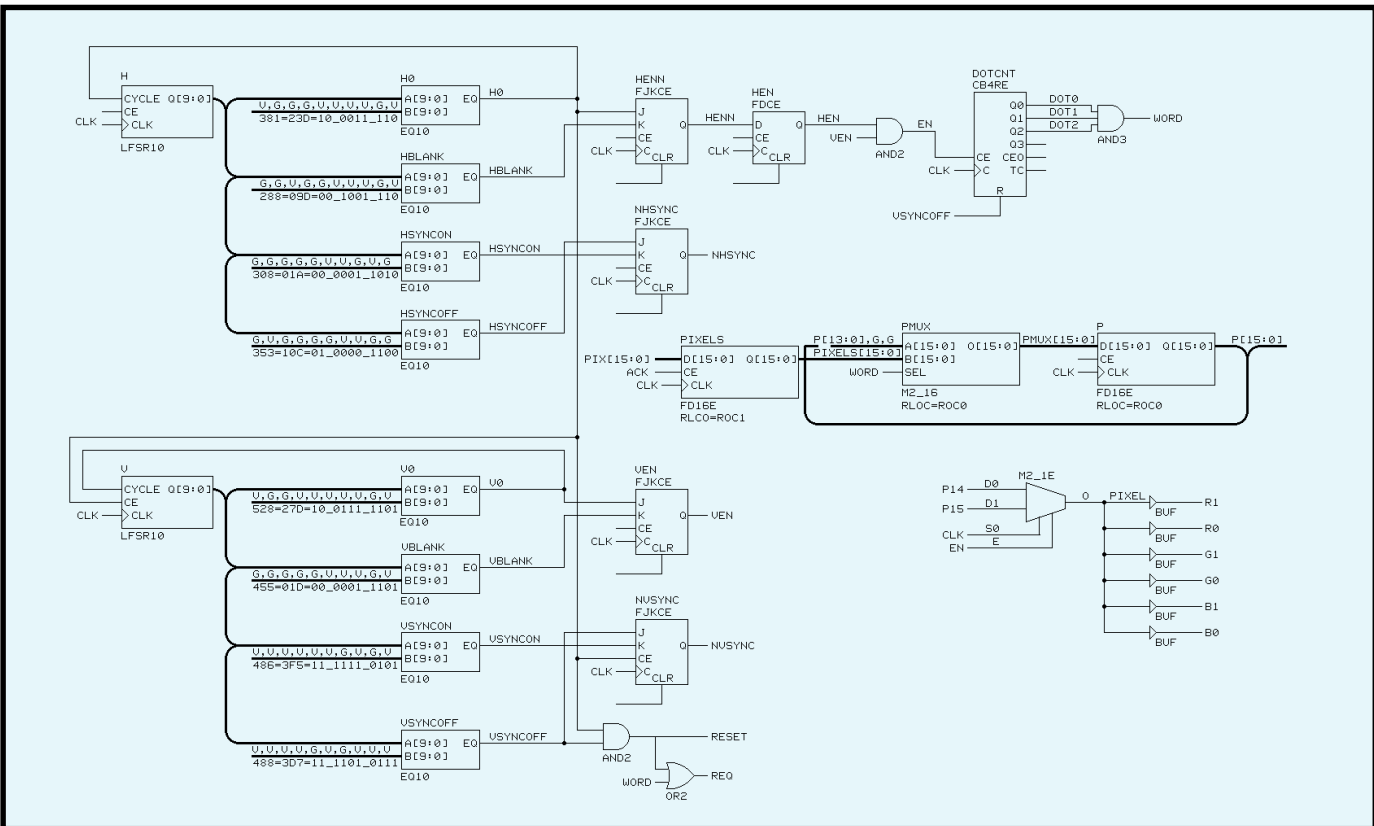 H
CYCLE Q[9:0]
CE
CLK
CLK
LFSR10
H0
A[9:0] EQ
B[9:0]
EQ10
V,G,G,G,V,V,V,V,G,V
381=23D=10_0011_110
H0
HBLANK
A[9:0] EQ
B[9:0]
EQ10
G,G,V,G,G,V,V,V,G,V
288=09D=00_1001_110
HBLANK
HSYNCON
A[9:0] EQ
B[9:0]
EQ10
G,G,G,G,G,V,V,G,V,G
308=01A=00_0001_1010
HSYNCON
HSYNCOFF
A[9:0] EQ
B[9:0]
EQ10
G,V,G,G,G,G,V,V,G,G
353=10C=01_0000_1100
HSYNCOFF
HENN
FJKCE
J
K Q
CE
CLK
C
CLR
HENN
HEN
FDCE
D Q
CE
CLK
C
CLR
HEN
VEN
AND2
EN
DOTCNT
CB4RE
Q0
Q1
Q2
Q3
CE CEO
C TC
R
CLK
VSYNCOFF
DOT0
DOT1
DOT2
AND3
WORD
NHSYNC
FJKCE
J
K Q
CE
CLK
C
CLR
NHSYNC
PIXELS
PIX[15:0]
D[15:0] Q[15:0]
ACK
CE
CLK
CLK
FD16E
RLCO=ROC1
PMUX
P[13:0],G,G
A[15:0] O[15:0]
PIXELS[15:0]
B[15:0]
WORD
SEL
M2_16
RLOC=ROC0
PMUX[15:0]
P
D[15:0] Q[15:0]
CE
CLK
CLK
FD16E
RLOC=ROC0
P[15:0]
V
CYCLE Q[9:0]
CE
CLK
CLK
LFSR10
V0
A[9:0] EQ
B[9:0]
EQ10
V,G,G,V,V,V,V,V,G,V
528=27D=10_0111_1101
V0
VBLANK
A[9:0] EQ
B[9:0]
EQ10
G,G,G,G,G,V,V,V,G,V
455=01D=00_0001_1101
VBLANK
VSYNCON
A[9:0] EQ
B[9:0]
EQ10
V,V,V,V,V,V,G,V,G,V
486=3F5=11_1111_0101
VSYNCON
VSYNCOFF
A[9:0] EQ
B[9:0]
EQ10
V,V,V,V,G,V,G,V,V,V
488=3D7=11_1101_0111
VSYNCOFF
VEN
FJKCE
J
K Q
CE
CLK
C
CLR
VEN
NVSYNC
FJKCE
J
K Q
CE
CLK
C
CLR
NVSYNC
AND2
RESET
WORD
OR2
REQ
M2_1E
P14 D0
P15 D1
CLK S0
EN E
O
PIXEL
BUF
R1
BUF
R0
BUF
G1
BUF
G0
BUF
B1
BUF
B0